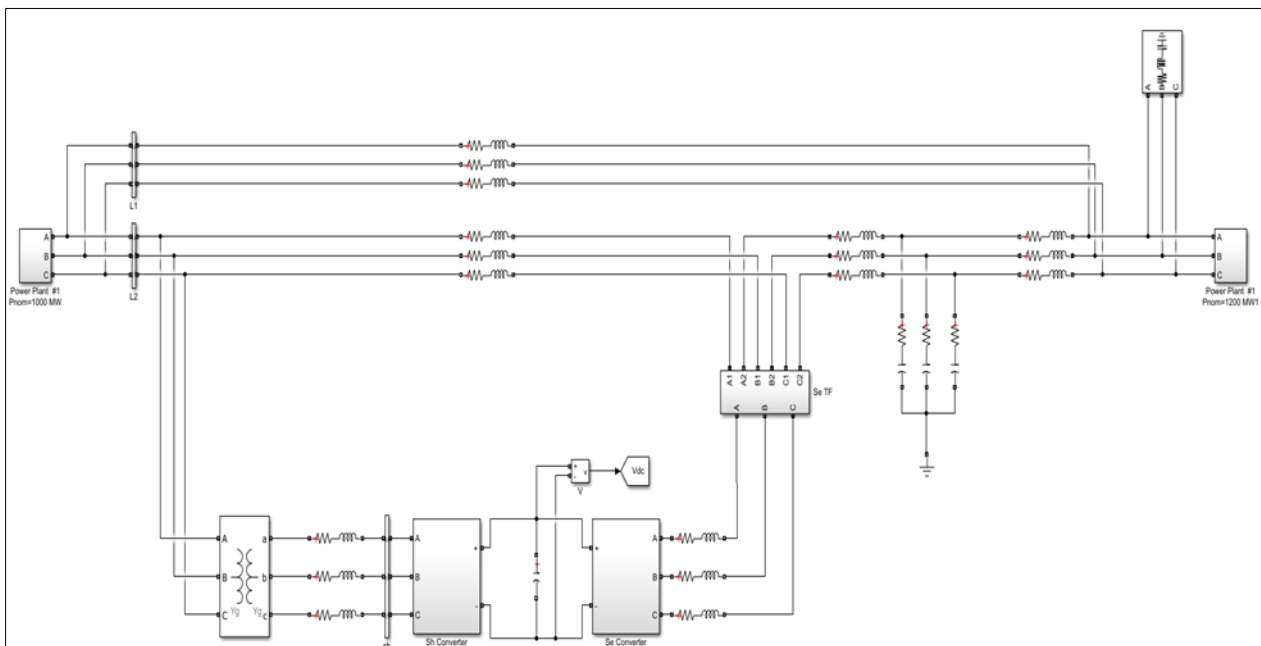 A
B
C
L1
A
B
C
L2
Power Plant #1
Pnom=1000 MW
A
B
C
Power Plant #1
Pnom=1200 MW1
A1
A2
B1
B2
C1
C2
Se TF
A
B
C
+
-
v
V
Vdc
A
B
C
Yg
Yg
a
b
c
A
B
C
+
-
Sh Converter
+
-
A
B
C
Se Converter